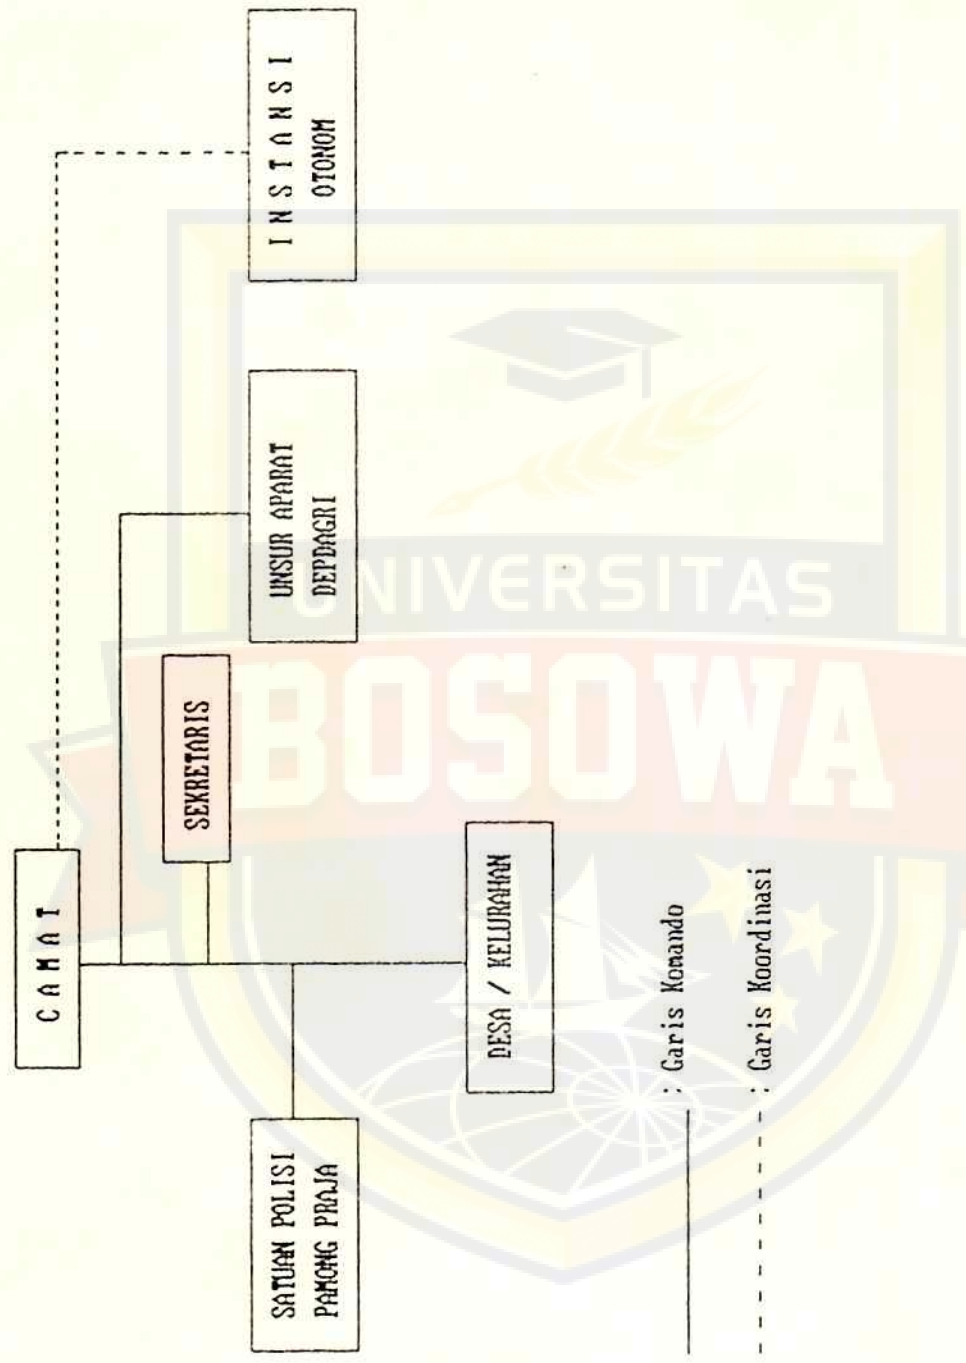 C A M A T
SEKRETARIS
SATUAN POLISI
PAMONG PRAJA
UNSUR APARAT
DEPDAGRI
I N S T A N S I
OTONOM
DESA / KELURAHAN
: Garis Komando
: Garis Koordinasi
UNIVERSITAS
BOSOWA